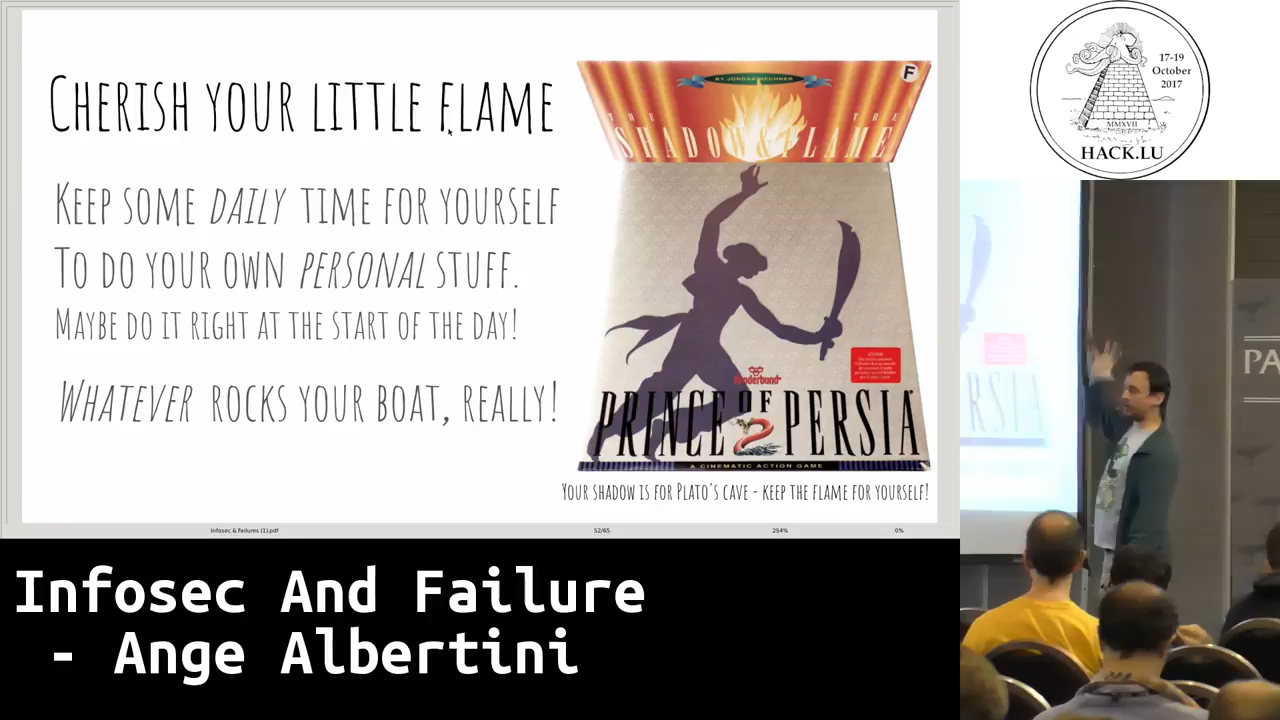 CHERISH YOUR LITTLE FLAME
KEEP SOME DAILY TIME FOR YOURSELF
TO DO YOUR OWN PERSONAL STUFF.
MAYBE DO IT RIGHT AT THE START OF THE DAY!
WHATEVER ROCKS YOUR BOAT, REALLY!
BY JORDAN MECHNER
F
THE THE
SHADOW & FLAME
Brøderbund
PRINCE OF PERSIA
2
A CINEMATIC ACTION GAME
YOUR SHADOW IS FOR PLATO'S CAVE - KEEP THE FLAME FOR YOURSELF!
Infosec & Failures (1).pdf
52/65
254%
0%
17-19
October
2017
MMXVII
HACK.LU
RSIA
PA
Infosec And Failure
- Ange Albertini